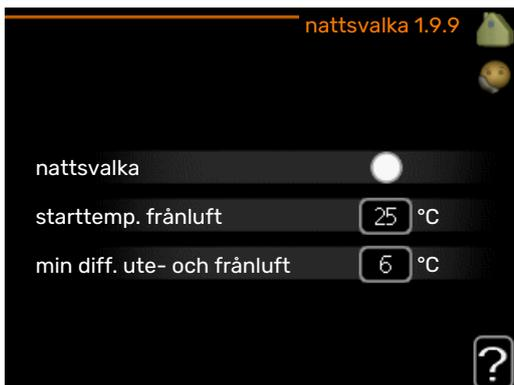 nattsvalka 1.9.9
nattsvalka
starttemp. frånluft 25 °C
min diff. ute- och frånluft 6 °C
?